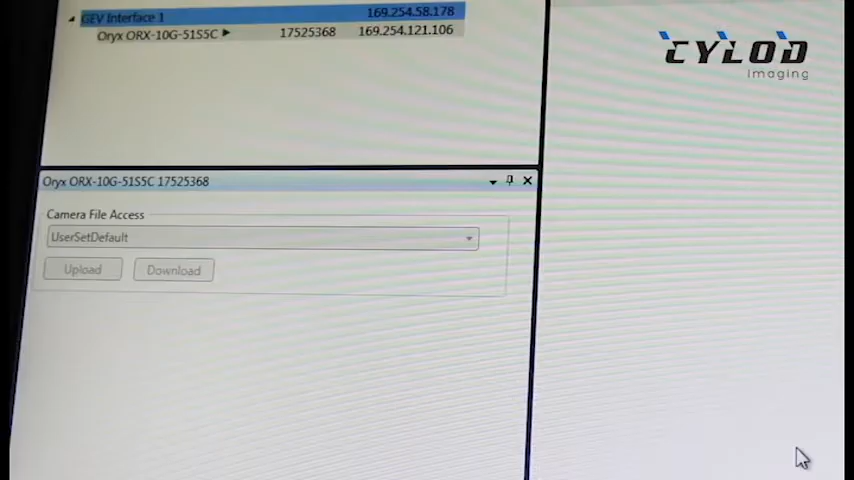 GEV Interface 1 169.254.58.178
Oryx ORX-10G-51S5C 17525368 169.254.121.106
CYLOD
Imaging
Oryx ORX-10G-51S5C 17525368
Camera File Access
UserSetDefault
Upload Download